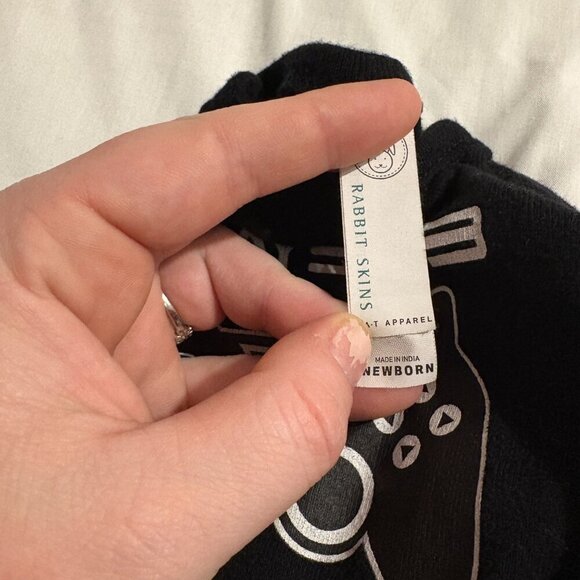 RABBIT SKINS
A-T APPAREL
MADE IN INDIA
NEWBORN